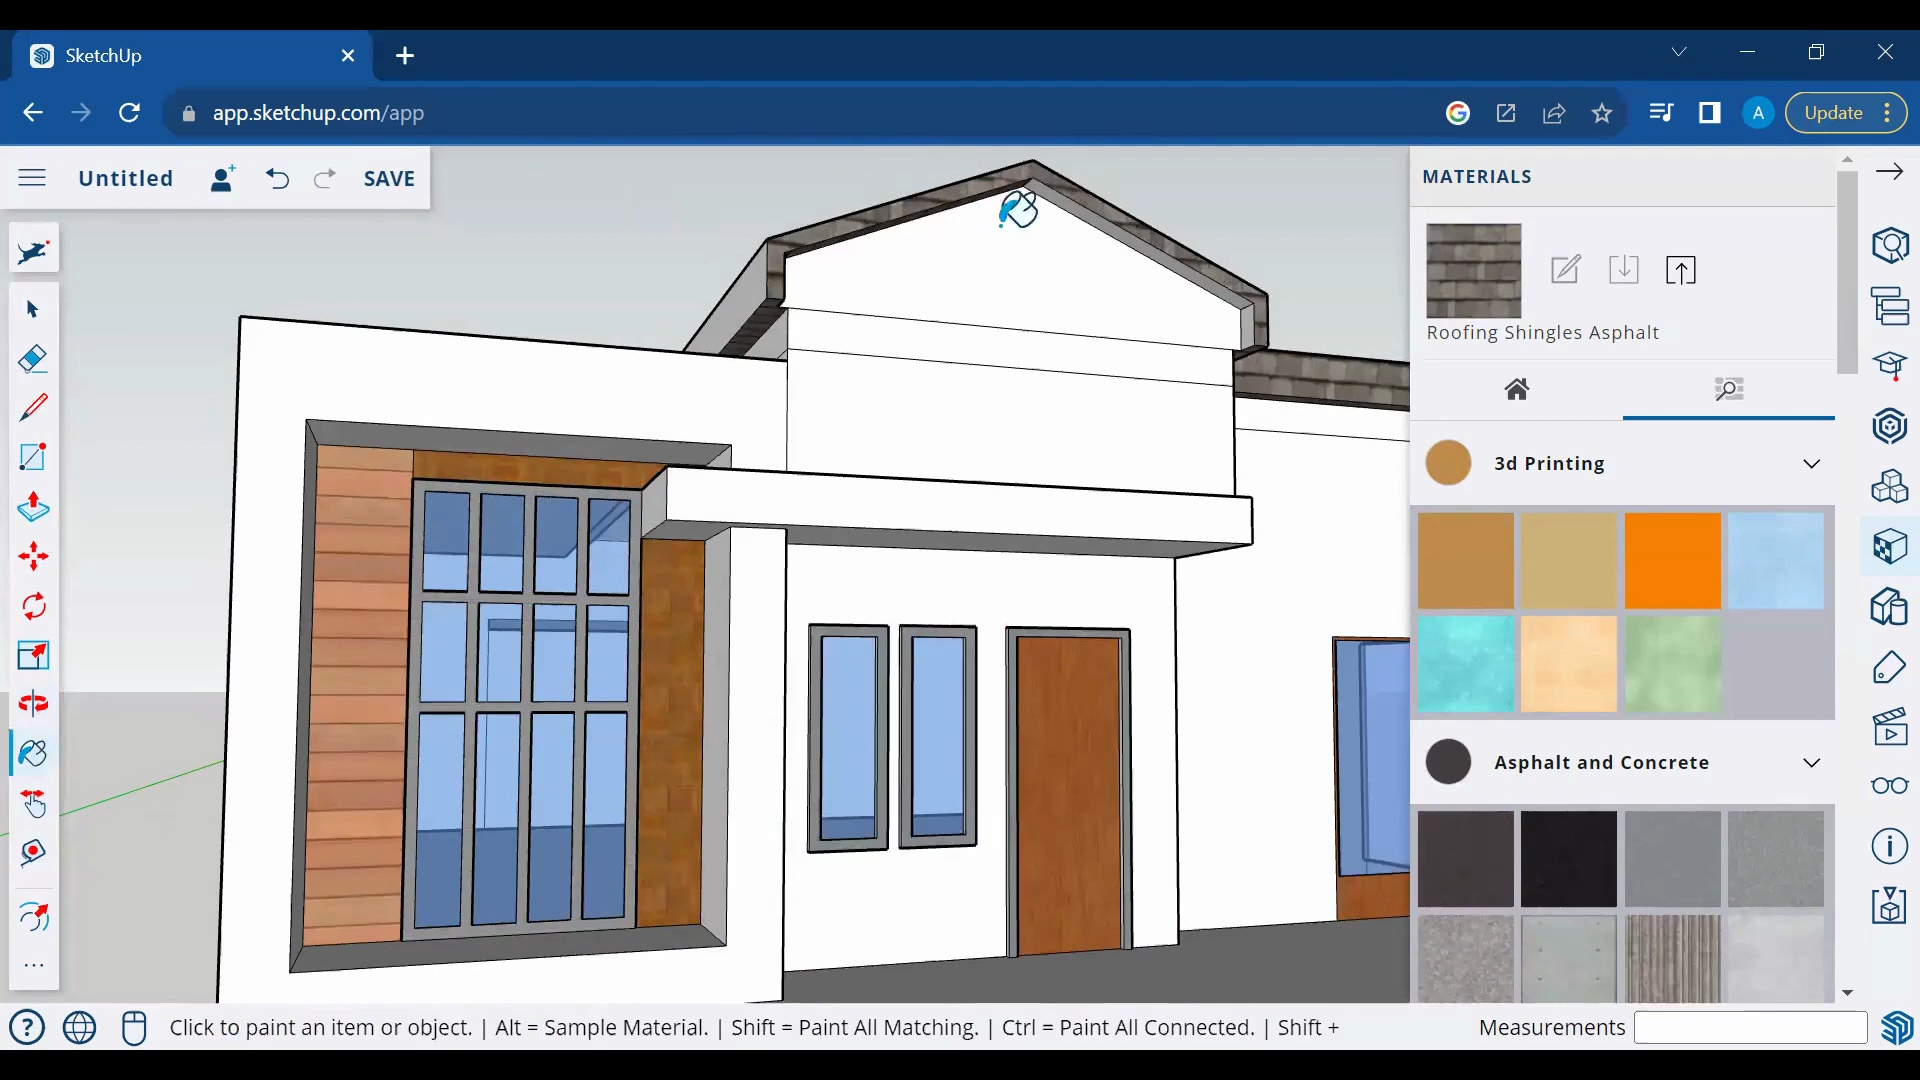 SketchUp
app.sketchup.com/app
A
Update
Untitled
SAVE
MATERIALS
Roofing Shingles Asphalt
3d Printing
Asphalt and Concrete
Click to paint an item or object. | Alt = Sample Material. | Shift = Paint All Matching. | Ctrl = Paint All Connected. | Shift +
Measurements